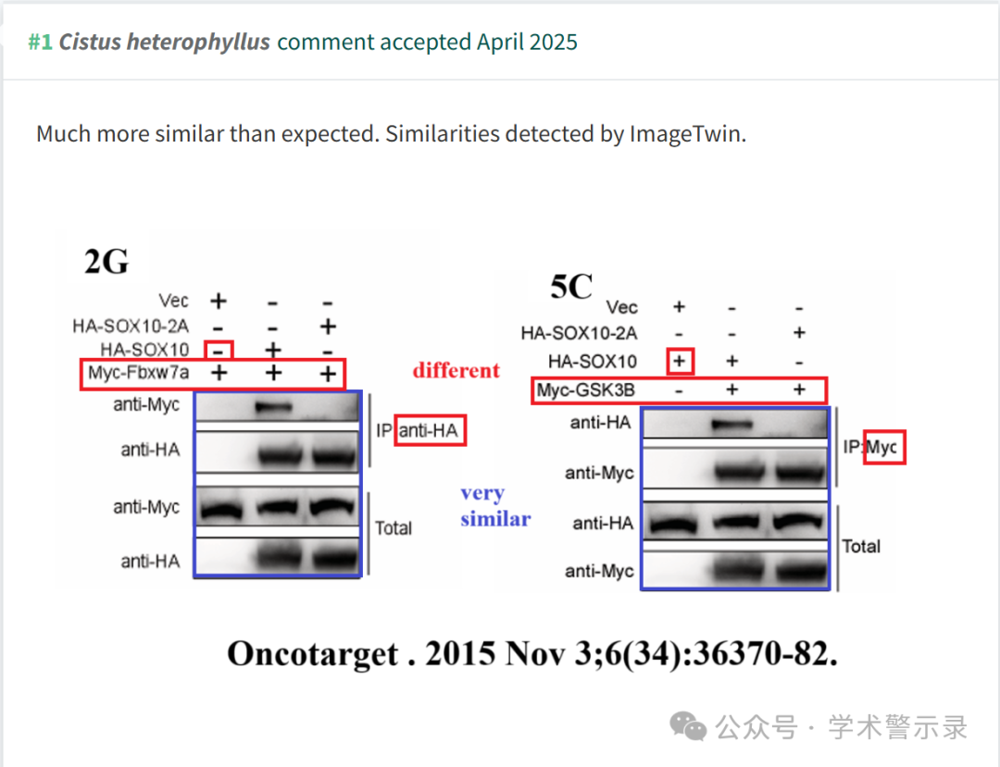 #1 Cistus heterophyllus comment accepted April 2025
Much more similar than expected. Similarities detected by ImageTwin.
2G
Vec + - -
HA-SOX10-2A - - +
HA-SOX10 - + -
Myc-Fbxw7a + + +
anti-Myc
anti-HA
IP anti-HA
anti-Myc
anti-HA
Total
different
very
similar
5C
Vec + - -
HA-SOX10-2A - - +
HA-SOX10 + + -
Myc-GSK3B - + +
anti-HA
anti-Myc
IP:Myc
anti-HA
anti-Myc
Total
Oncotarget . 2015 Nov 3;6(34):36370-82.
公众号 · 学术警示录